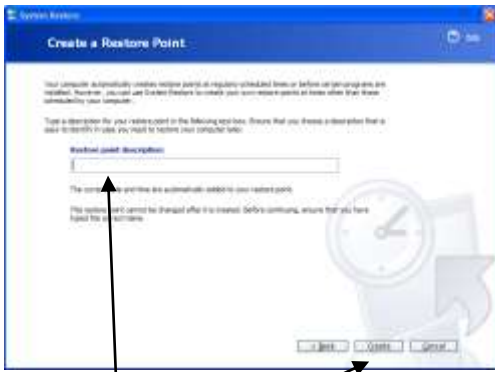 System Restore
Create a Restore Point
Help
Your computer automatically creates restore points at regularly scheduled times or before certain programs are
installed. However, you can use System Restore to create your own restore points at times other than those
scheduled by your computer.
Type a description for your restore point in the following text box. Ensure that you choose a description that is
easy to identify in case you need to restore your computer later.
Restore point description:
The current date and time are automatically added to your restore point.
This restore point cannot be changed after it is created. Before continuing, ensure that you have
typed the correct name.
< Back
Create
Cancel